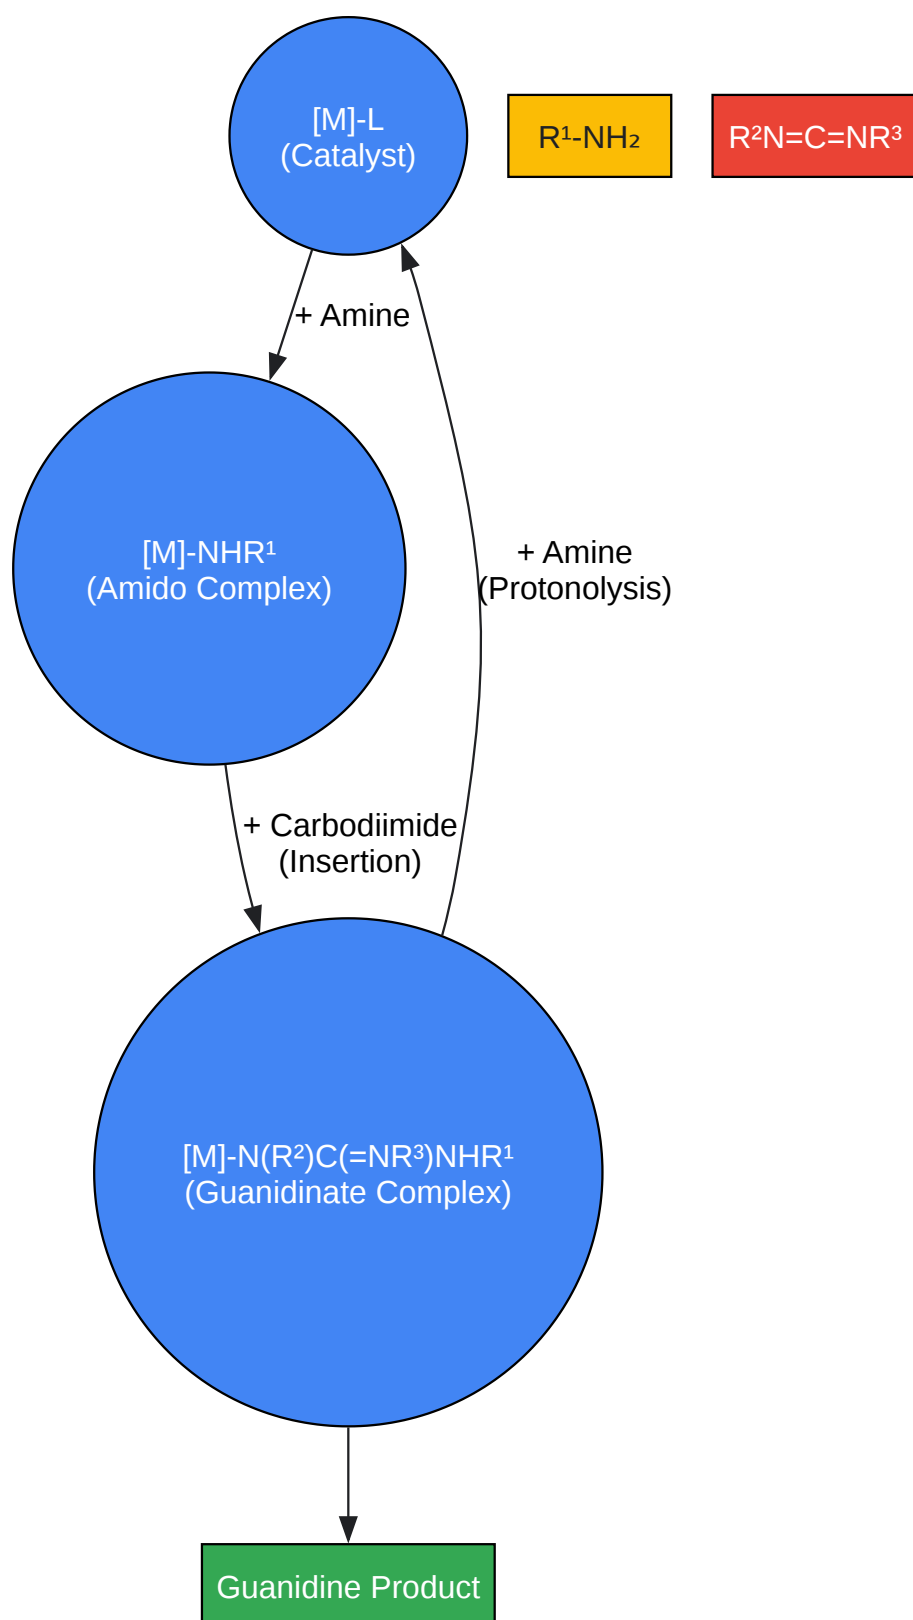 [M]-L
(Catalyst)
R¹-NH₂
R²N=C=NR³
+ Amine
[M]-NHR¹
(Amido Complex)
+ Amine
(Protonolysis)
+ Carbodiimide
(Insertion)
[M]-N(R²)C(=NR³)NHR¹
(Guanidinate Complex)
Guanidine Product